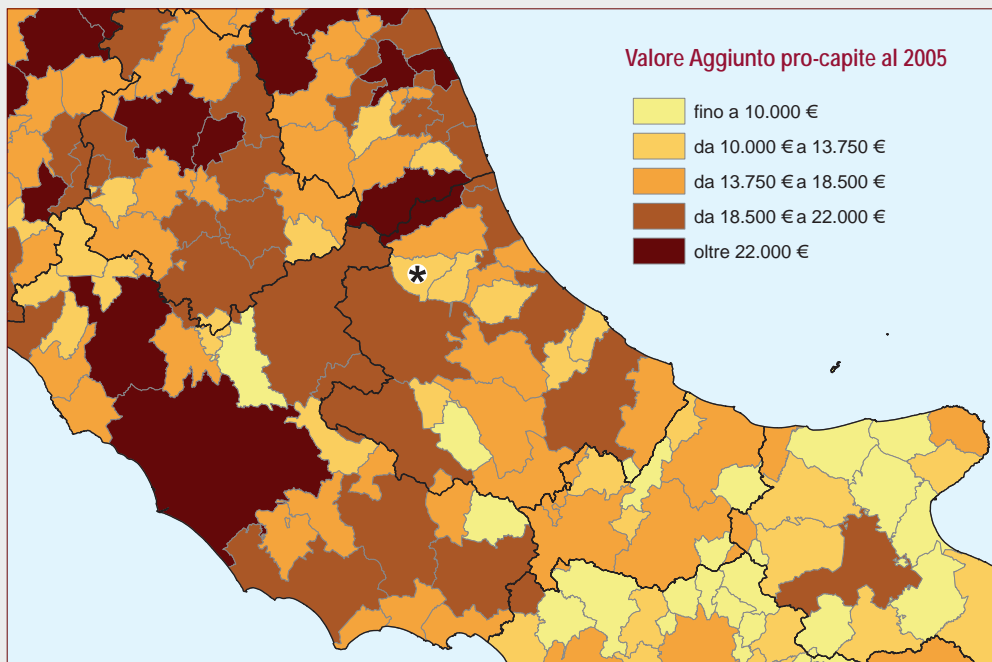 Valore Aggiunto pro-capite al 2005
fino a 10.000 €
da 10.000 € a 13.750 €
da 13.750 € a 18.500 €
da 18.500 € a 22.000 €
oltre 22.000 €
*